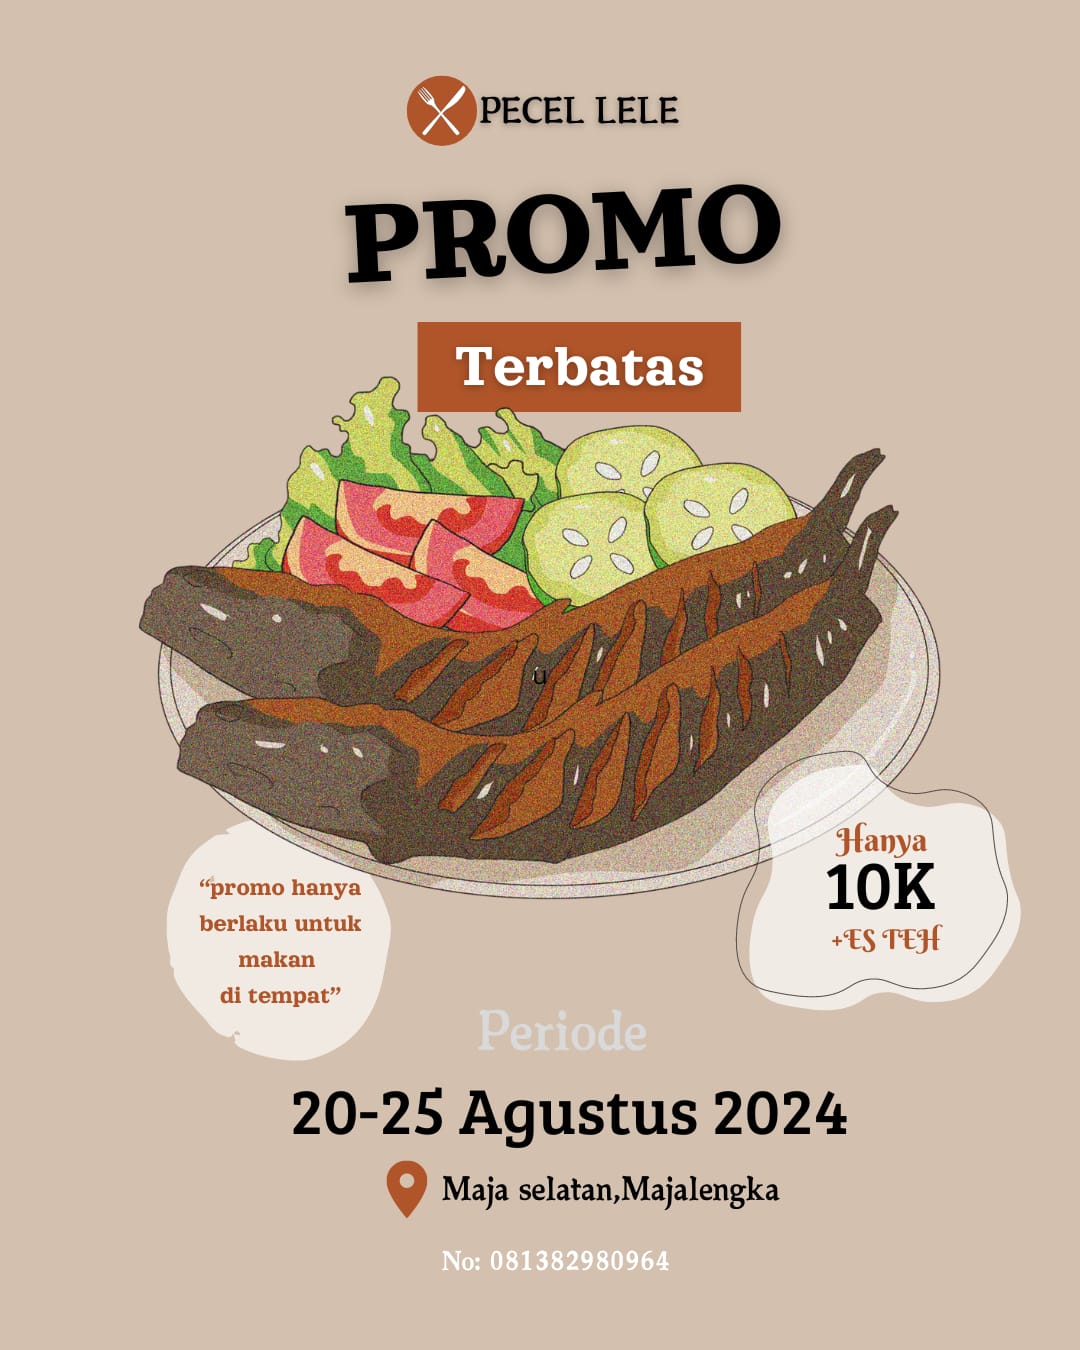 PECEL LELE
PROMO
Terbatas
u
Hanya
10K
+ES TEH
“promo hanya
berlaku untuk
makan
di tempat”
Periode
20-25 Agustus 2024
Maja selatan,Majalengka
No: 081382980964